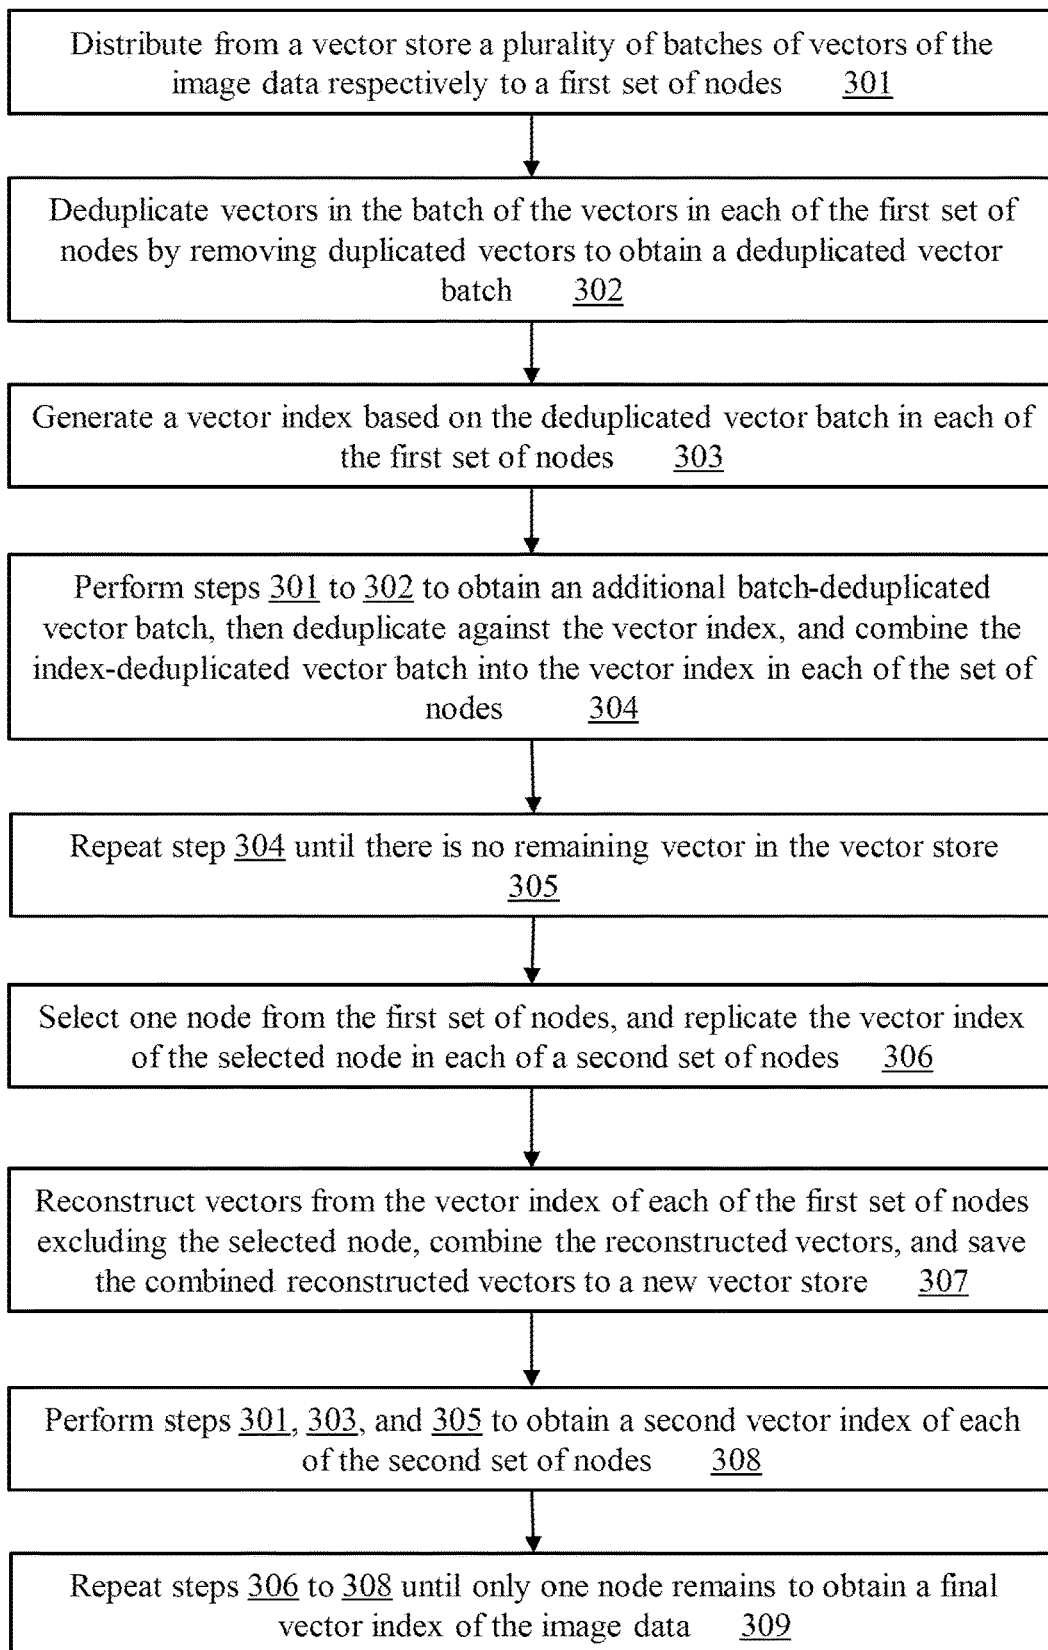 Distribute from a vector store a plurality of batches of vectors of the
image data respectively to a first set of nodes 301
Deduplicate vectors in the batch of the vectors in each of the first set of
nodes by removing duplicated vectors to obtain a deduplicated vector
batch 302
Generate a vector index based on the deduplicated vector batch in each of
the first set of nodes 303
Perform steps 301 to 302 to obtain an additional batch-deduplicated
vector batch, then deduplicate against the vector index, and combine the
index-deduplicated vector batch into the vector index in each of the set of
nodes 304
Repeat step 304 until there is no remaining vector in the vector store
305
Select one node from the first set of nodes, and replicate the vector index
of the selected node in each of a second set of nodes 306
Reconstruct vectors from the vector index of each of the first set of nodes
excluding the selected node, combine the reconstructed vectors, and save
the combined reconstructed vectors to a new vector store 307
Perform steps 301, 303, and 305 to obtain a second vector index of each
of the second set of nodes 308
Repeat steps 306 to 308 until only one node remains to obtain a final
vector index of the image data 309